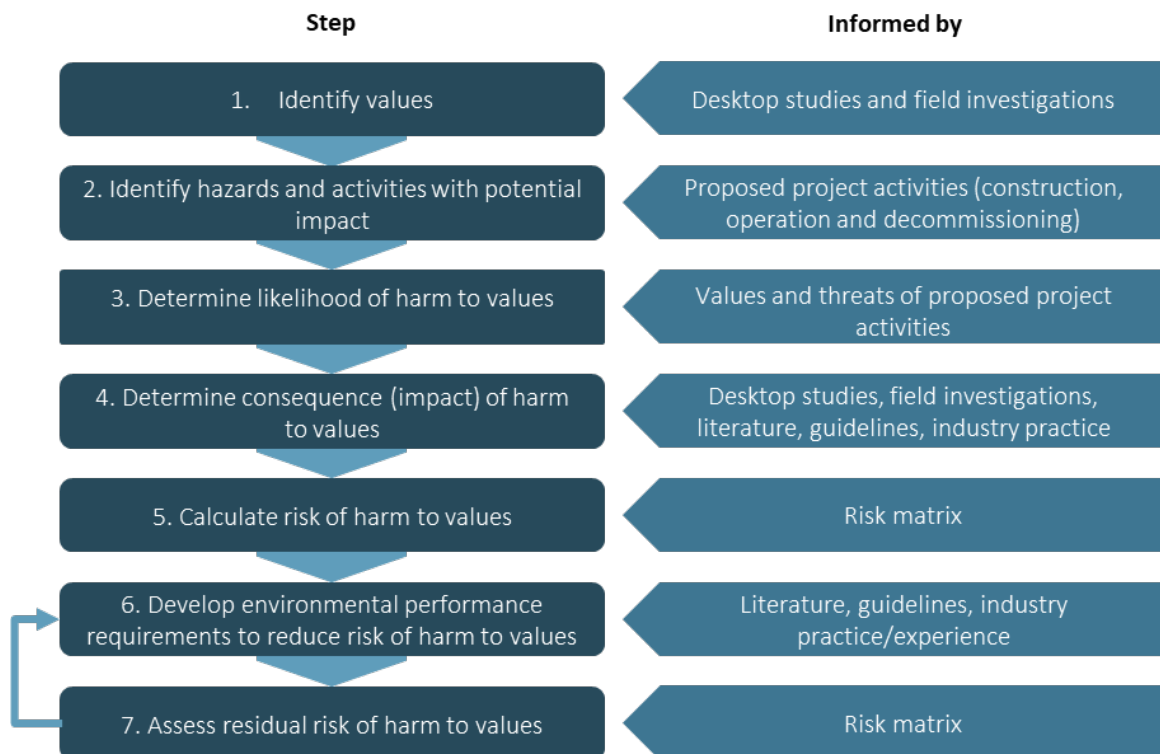 Step
Informed by
1. Identify values
Desktop studies and field investigations
2. Identify hazards and activities with potential
impact
Proposed project activities (construction,
operation and decommissioning)
3. Determine likelihood of harm to values
Values and threats of proposed project
activities
4. Determine consequence (impact) of harm
to values
Desktop studies, field investigations,
literature, guidelines, industry practice
5. Calculate risk of harm to values
Risk matrix
6. Develop environmental performance
requirements to reduce risk of harm to values
Literature, guidelines, industry
practice/experience
7. Assess residual risk of harm to values
Risk matrix